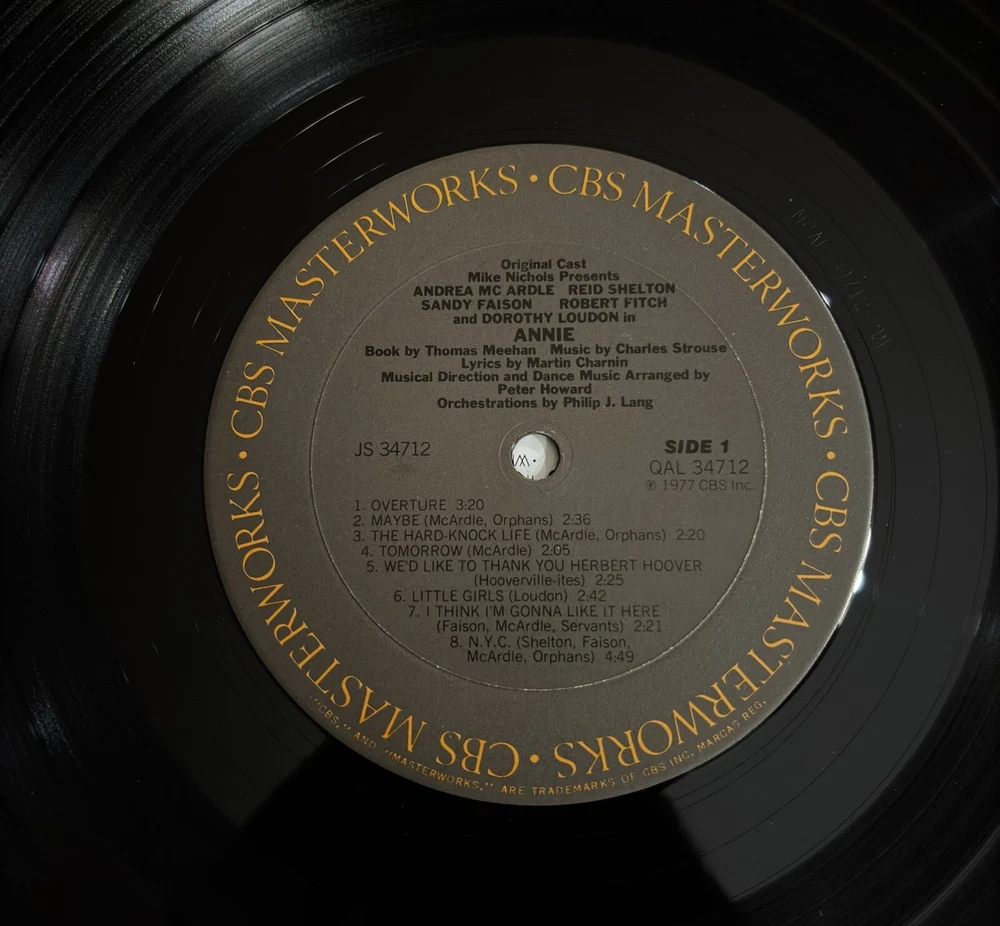 CBS MASTERWORKS • CBS MASTERWORKS • CBS MASTERWORKS • CBS MASTERWORKS •
Original Cast
Mike Nichols Presents
ANDREA MC ARDLE REID SHELTON
SANDY FAISON ROBERT FITCH
and DOROTHY LOUDON in
ANNIE
Book by Thomas Meehan Music by Charles Strouse
Lyrics by Martin Charnin
Musical Direction and Dance Music Arranged by
Peter Howard
Orchestrations by Philip J. Lang
JS 34712
SIDE 1
QAL 34712
℗ 1977 CBS Inc.
1. OVERTURE 3:20
2. MAYBE (McArdle, Orphans) 2:36
3. THE HARD-KNOCK LIFE (McArdle, Orphans) 2:20
4. TOMORROW (McArdle) 2:05
5. WE'D LIKE TO THANK YOU HERBERT HOOVER
(Hooverville-ites) 2:25
6. LITTLE GIRLS (Loudon) 2:42
7. I THINK I'M GONNA LIKE IT HERE
(Faison, McArdle, Servants) 2:21
8. N.Y.C. (Shelton, Faison,
McArdle, Orphans) 4:49
"CBS," AND "MASTERWORKS," ARE TRADEMARKS OF CBS INC. MARCAS REG.